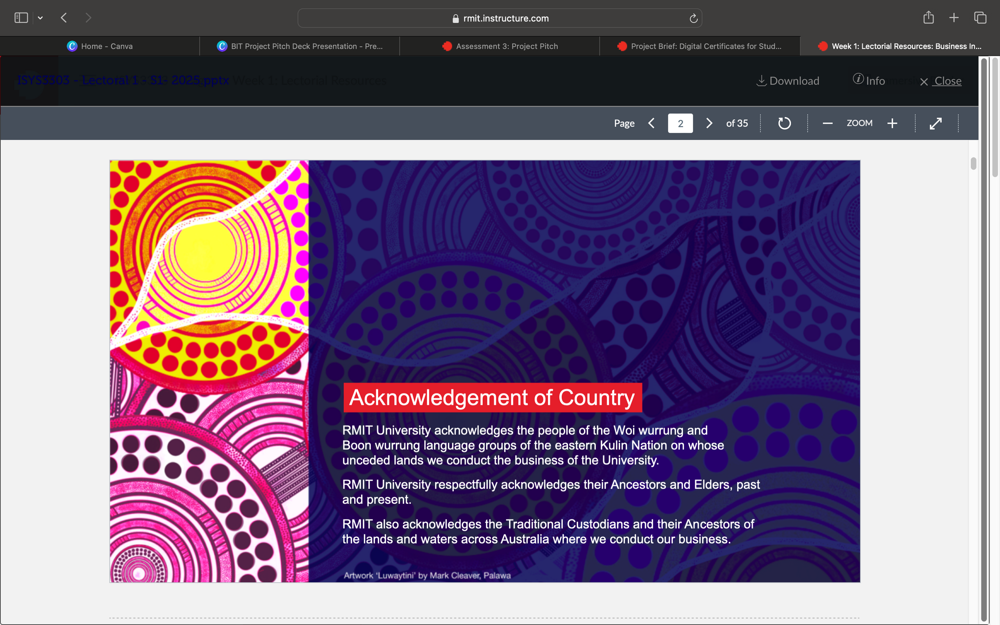 rmit.instructure.com
Home - Canva
BIT Project Pitch Deck Presentation - Pre...
Assessment 3: Project Pitch
Project Brief: Digital Certificates for Stud...
Week 1: Lectorial Resources: Business In...
ISYS3303 - Lectoral 1 - S1- 2025.pptx
Week 1: Lectorial Resources
Download
Info
Close
Page
2
of 35
ZOOM
Acknowledgement of Country
RMIT University acknowledges the people of the Woi wurrung and
Boon wurrung language groups of the eastern Kulin Nation on whose
unceded lands we conduct the business of the University.
RMIT University respectfully acknowledges their Ancestors and Elders, past
and present.
RMIT also acknowledges the Traditional Custodians and their Ancestors of
the lands and waters across Australia where we conduct our business.
Artwork ‘Luwaytini’ by Mark Cleaver, Palawa